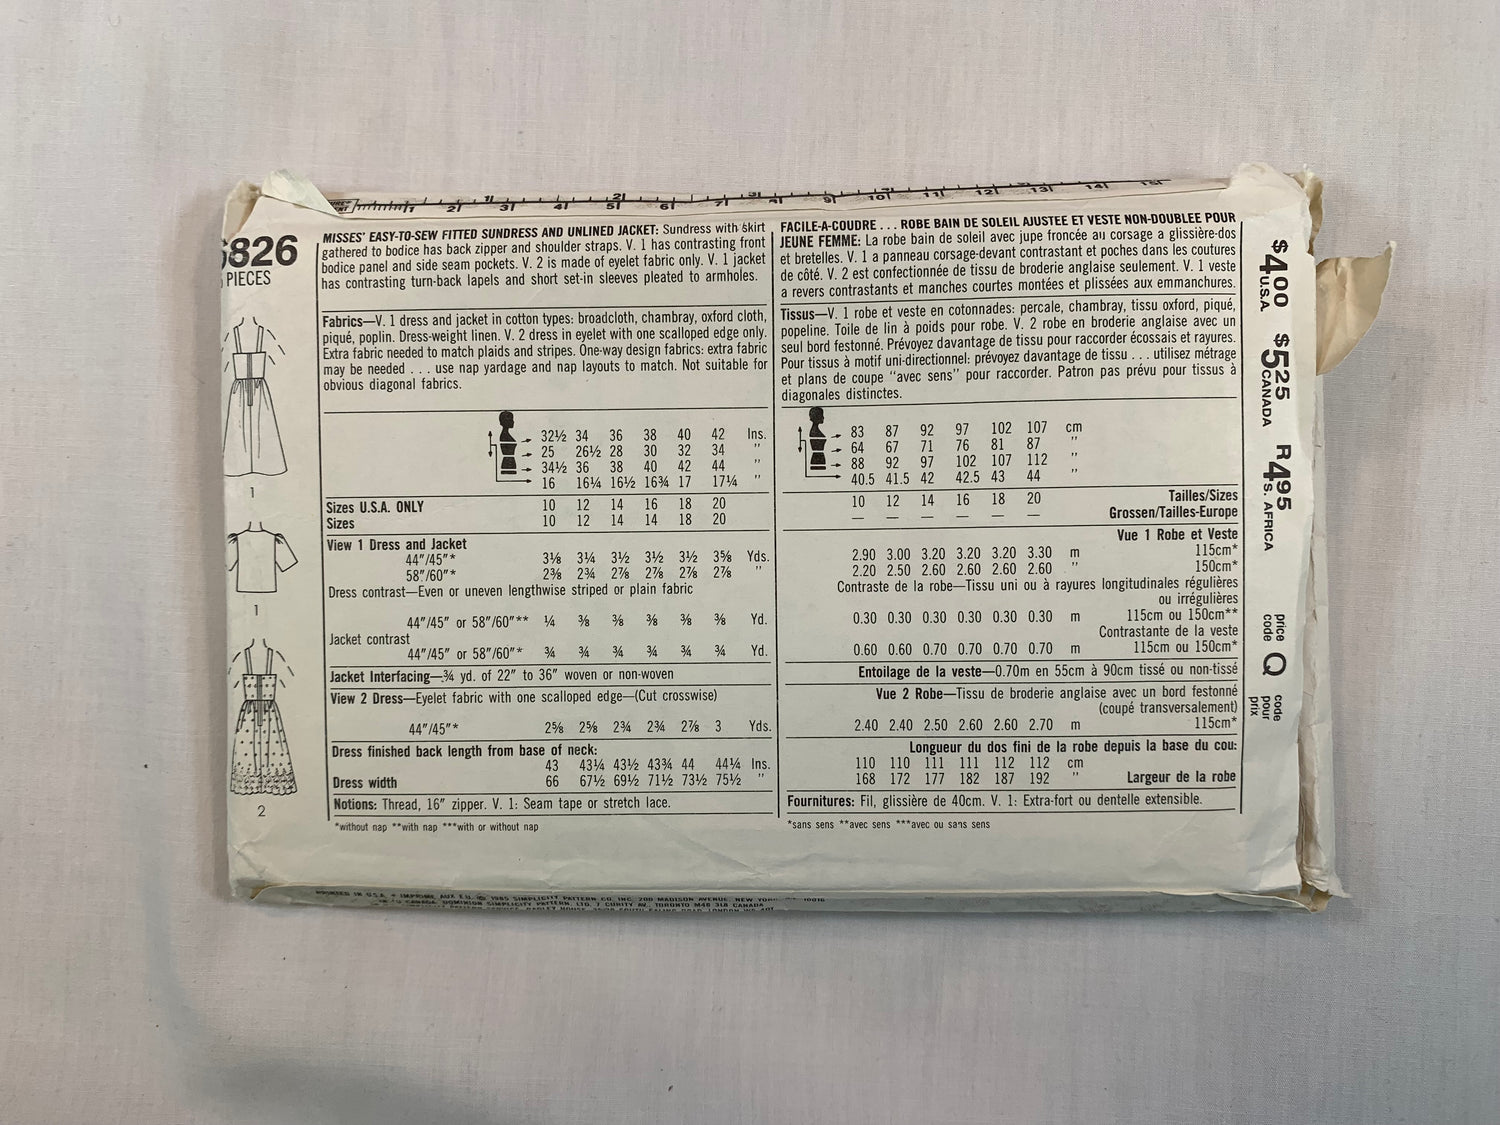 826
PIECES
1
1
2
MISSES' EASY-TO-SEW FITTED SUNDRESS AND UNLINED JACKET: Sundress with skirt
gathered to bodice has back zipper and shoulder straps. V. 1 has contrasting front
bodice panel and side seam pockets. V. 2 is made of eyelet fabric only. V. 1 jacket
has contrasting turn-back lapels and short set-in sleeves pleated to armholes.
Fabrics—V. 1 dress and jacket in cotton types: broadcloth, chambray, oxford cloth,
piqué, poplin. Dress-weight linen. V. 2 dress in eyelet with one scalloped edge only.
Extra fabric needed to match plaids and stripes. One-way design fabrics: extra fabric
may be needed . . . use nap yardage and nap layouts to match. Not suitable for
obvious diagonal fabrics.
32½ 34 36 38 40 42 Ins.
25 26½ 28 30 32 34 "
34½ 36 38 40 42 44 "
16 16¼ 16½ 16¾ 17 17¼ "
Sizes U.S.A. ONLY 10 12 14 16 18 20
Sizes 10 12 14 14 18 20
View 1 Dress and Jacket
44"/45"* 3⅛ 3¼ 3½ 3½ 3½ 3⅝ Yds.
58"/60"* 2⅜ 2¾ 2⅞ 2⅞ 2⅞ 2⅞ "
Dress contrast—Even or uneven lengthwise striped or plain fabric
44"/45" or 58"/60"** ¼ ⅜ ⅜ ⅜ ⅜ ⅜ Yd.
Jacket contrast
44"/45" or 58"/60"* ¾ ¾ ¾ ¾ ¾ ¾ Yd.
Jacket Interfacing—¾ yd. of 22" to 36" woven or non-woven
View 2 Dress—Eyelet fabric with one scalloped edge—(Cut crosswise)
44"/45"* 2⅝ 2⅝ 2¾ 2¾ 2⅞ 3 Yds.
Dress finished back length from base of neck:
43 43¼ 43½ 43¾ 44 44¼ Ins.
Dress width 66 67½ 69½ 71½ 73½ 75½ "
Notions: Thread, 16" zipper. V. 1: Seam tape or stretch lace.
*without nap **with nap ***with or without nap
FACILE-A-COUDRE . . . ROBE BAIN DE SOLEIL AJUSTEE ET VESTE NON-DOUBLEE POUR
JEUNE FEMME: La robe bain de soleil avec jupe froncée au corsage a glissière-dos
et bretelles. V. 1 a panneau corsage-devant contrastant et poches dans les coutures
de côté. V. 2 est confectionnée de tissu de broderie anglaise seulement. V. 1 veste
a revers contrastants et manches courtes montées et plissées aux emmanchures.
Tissus—V. 1 robe et veste en cotonnades: percale, chambray, tissu oxford, piqué,
popeline. Toile de lin à poids pour robe. V. 2 robe en broderie anglaise avec un
seul bord festonné. Prévoyez davantage de tissu pour raccorder écossais et rayures.
Pour tissus à motif uni-directionnel: prévoyez davantage de tissu . . . utilisez métrage
et plans de coupe "avec sens" pour raccorder. Patron pas prévu pour tissus à
diagonales distinctes.
83 87 92 97 102 107 cm
64 67 71 76 81 87 "
88 92 97 102 107 112 "
40.5 41.5 42 42.5 43 44 "
10 12 14 16 18 20 Tailles/Sizes
— — — — — — Grossen/Tailles-Europe
Vue 1 Robe et Veste
2.90 3.00 3.20 3.20 3.20 3.30 m 115cm*
2.20 2.50 2.60 2.60 2.60 2.60 " 150cm*
Contraste de la robe—Tissu uni ou à rayures longitudinales régulières
ou irrégulières
0.30 0.30 0.30 0.30 0.30 0.30 m 115cm ou 150cm**
Contrastante de la veste
0.60 0.60 0.70 0.70 0.70 0.70 m 115cm ou 150cm*
Entoilage de la veste—0.70m en 55cm à 90cm tissé ou non-tissé
Vue 2 Robe—Tissu de broderie anglaise avec un bord festonné
(coupé transversalement)
2.40 2.40 2.50 2.60 2.60 2.70 m 115cm*
Longueur du dos fini de la robe depuis la base du cou:
110 110 111 111 112 112 cm
168 172 177 182 187 192 " Largeur de la robe
Fournitures: Fil, glissière de 40cm. V. 1: Extra-fort ou dentelle extensible.
*sans sens **avec sens ***avec ou sans sens
$4.00 U.S.A.
$5.25 CANADA
R4.95 S. AFRICA
price code Q code pour prix
PRINTED IN U.S.A. • IMPRIME AUX E.U. © 1985 SIMPLICITY PATTERN CO. INC. 200 MADISON AVENUE, NEW YORK
CANADA DOMINION SIMPLICITY PATTERN, LTD. 7 CURITY AV., TORONTO M4B 3L8 CANADA